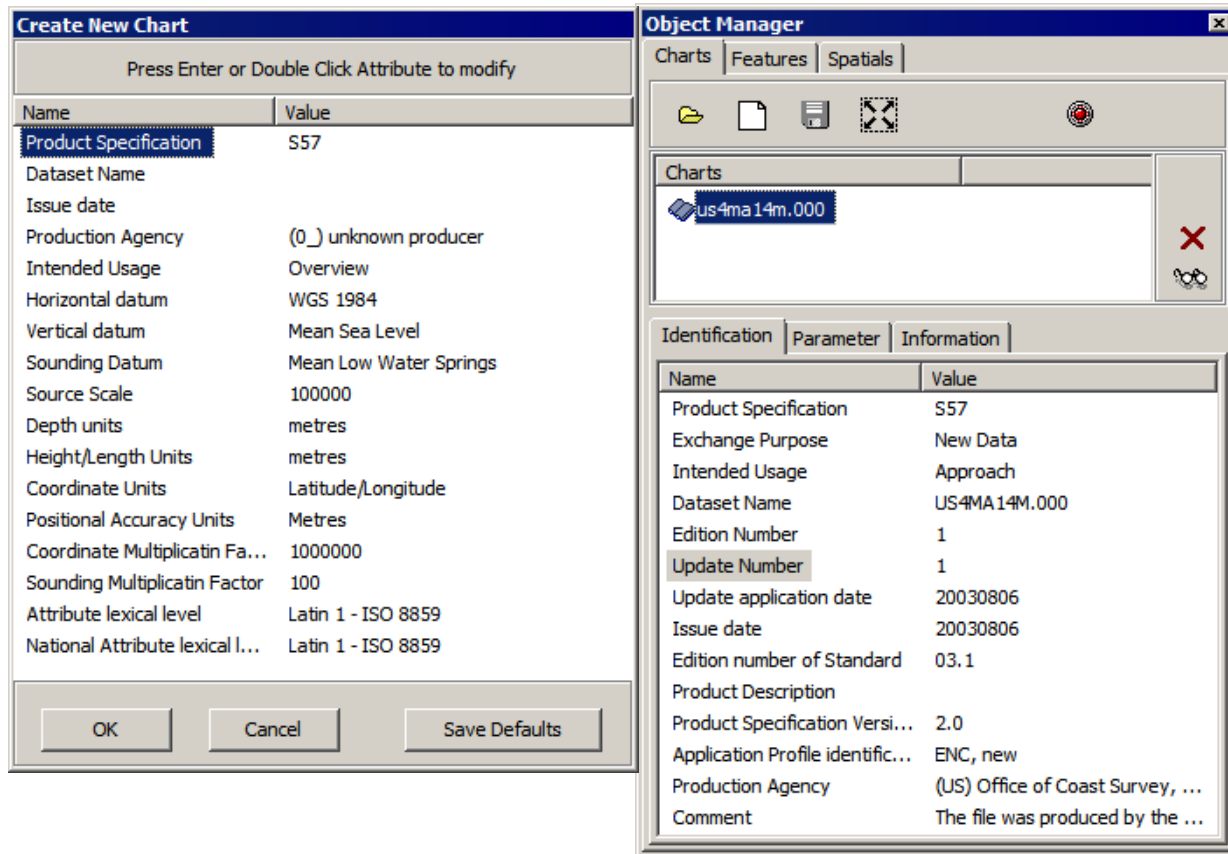 Create New Chart
Press Enter or Double Click Attribute to modify
Name Value
Product Specification S57
Dataset Name
Issue date
Production Agency (0_) unknown producer
Intended Usage Overview
Horizontal datum WGS 1984
Vertical datum Mean Sea Level
Sounding Datum Mean Low Water Springs
Source Scale 100000
Depth units metres
Height/Length Units metres
Coordinate Units Latitude/Longitude
Positional Accuracy Units Metres
Coordinate Multiplicatin Fa... 1000000
Sounding Multiplicatin Factor 100
Attribute lexical level Latin 1 - ISO 8859
National Attribute lexical l... Latin 1 - ISO 8859
OK Cancel Save Defaults
Object Manager
Charts Features Spatials
Charts
us4ma14m.000
Identification Parameter Information
Name Value
Product Specification S57
Exchange Purpose New Data
Intended Usage Approach
Dataset Name US4MA14M.000
Edition Number 1
Update Number 1
Update application date 20030806
Issue date 20030806
Edition number of Standard 03.1
Product Description
Product Specification Versi... 2.0
Application Profile identific... ENC, new
Production Agency (US) Office of Coast Survey, ...
Comment The file was produced by the ...